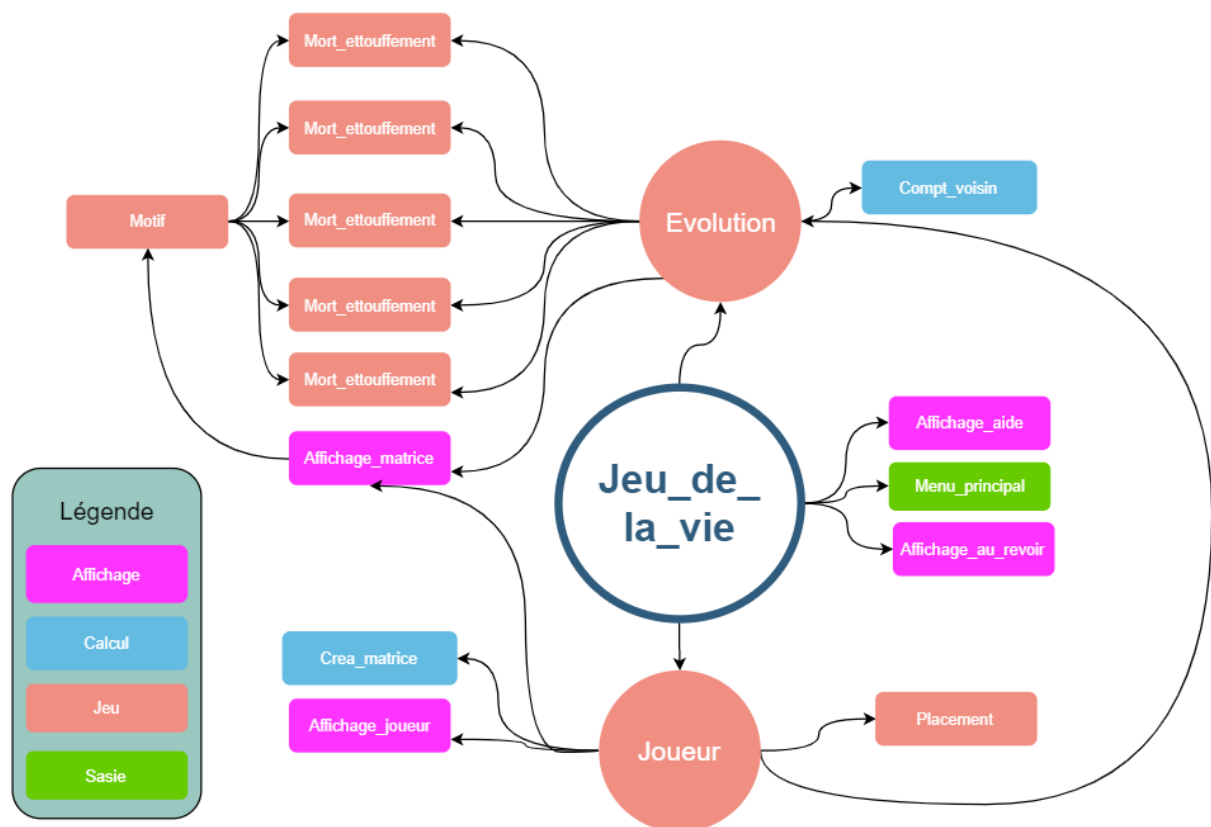 Mort_ettouffement
Mort_ettouffement
Compt_voisin
Motif
Mort_ettouffement
Evolution
Mort_ettouffement
Mort_ettouffement
Affichage_aide
Affichage_matrice
Jeu_de_
la_vie
Menu_principal
Affichage_au_revoir
Légende
Affichage
Calcul
Jeu
Sasie
Crea_matrice
Affichage_joueur
Joueur
Placement